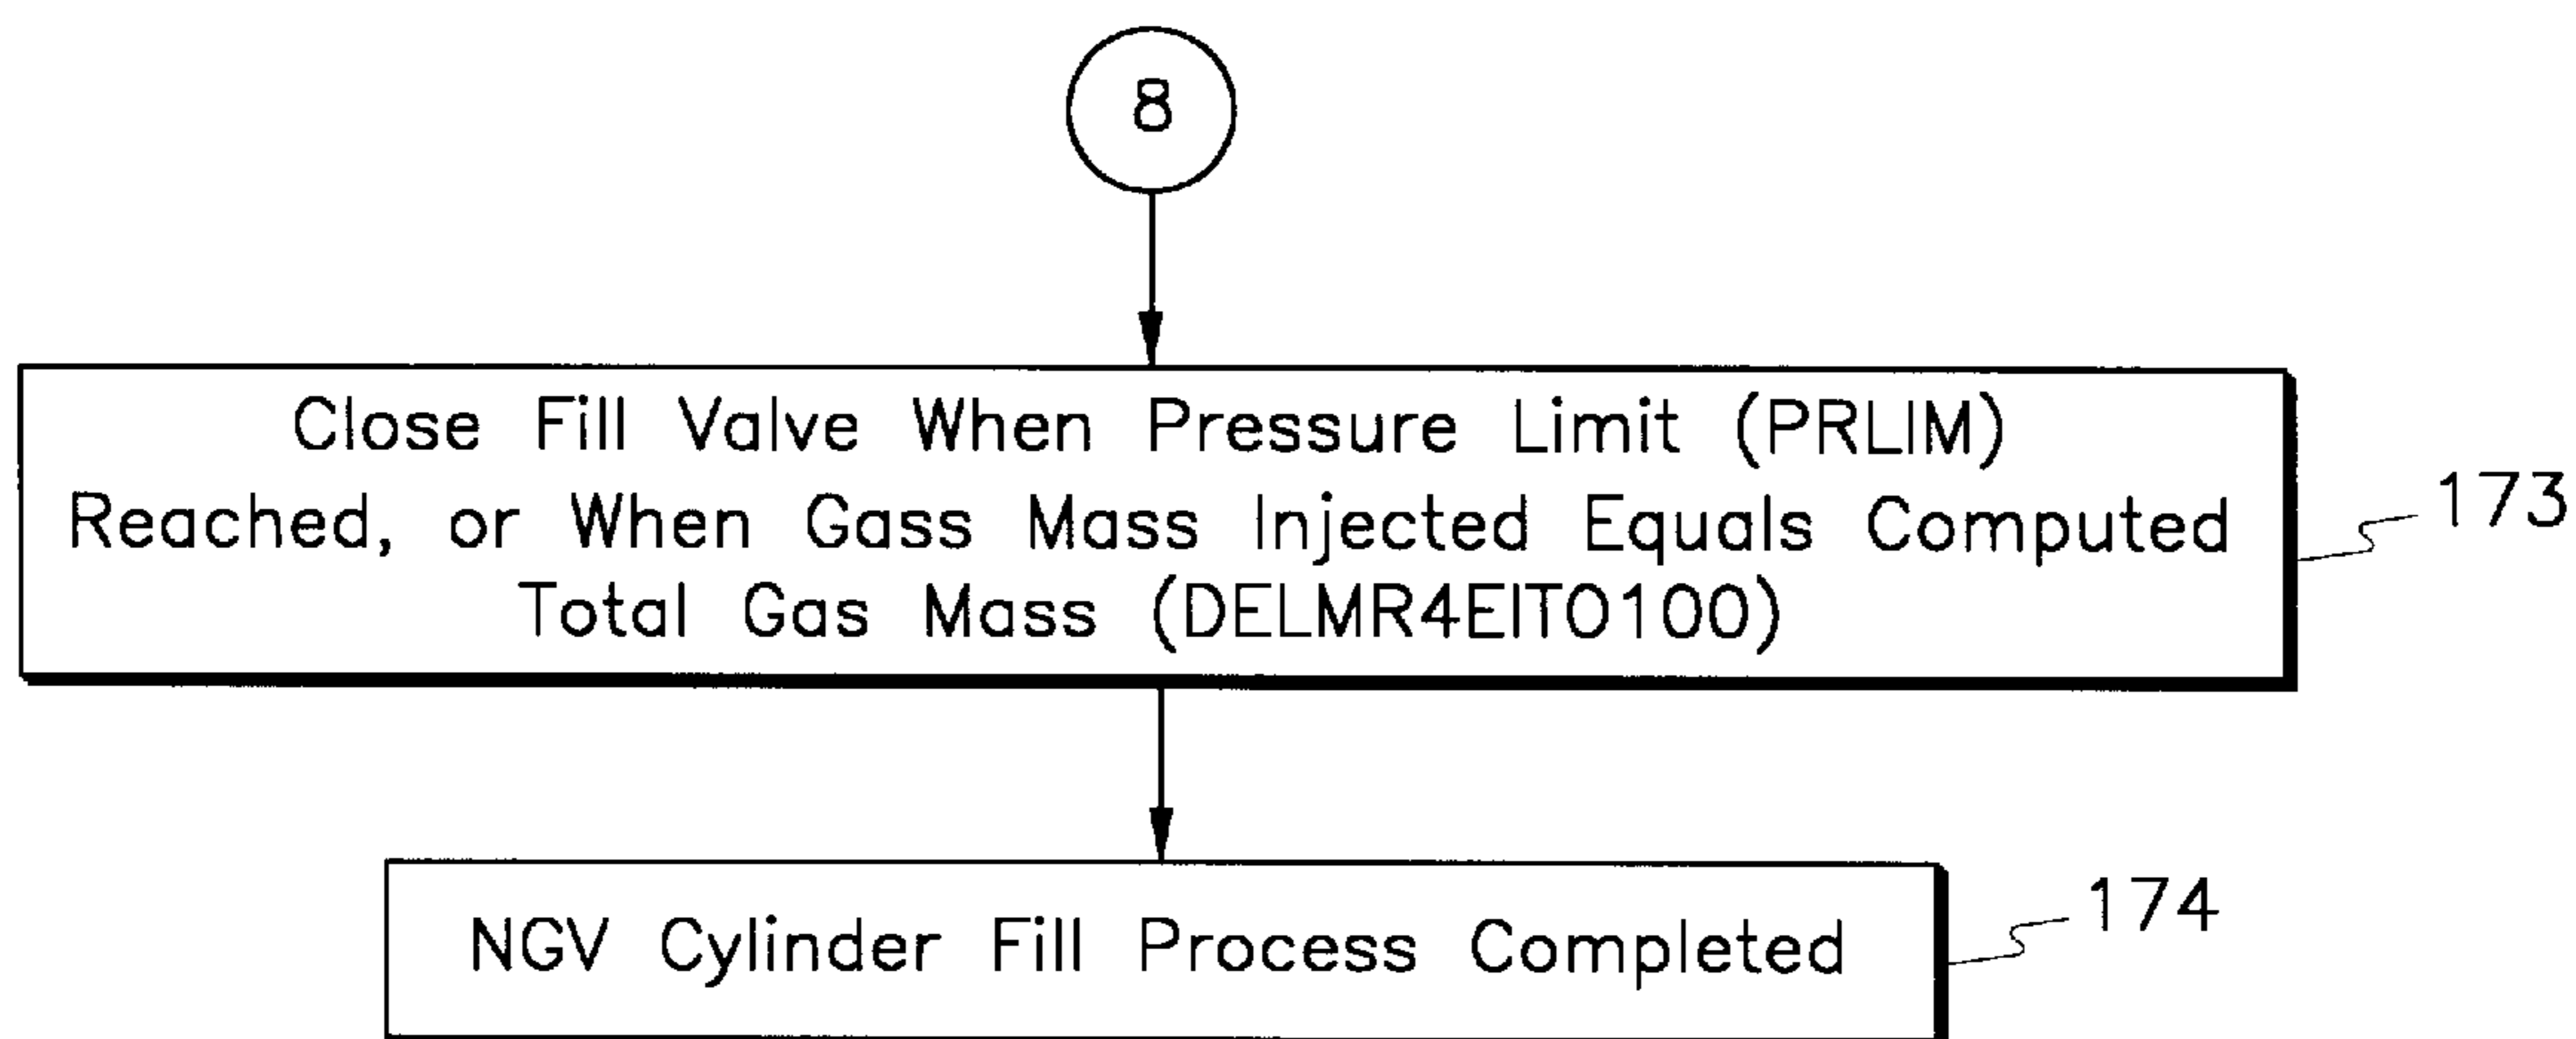 8
Close Fill Valve When Pressure Limit (PRLIM)
Reached, or When Gass Mass Injected Equals Computed
Total Gas Mass (DELMR4EITO100)
173
NGV Cylinder Fill Process Completed
174